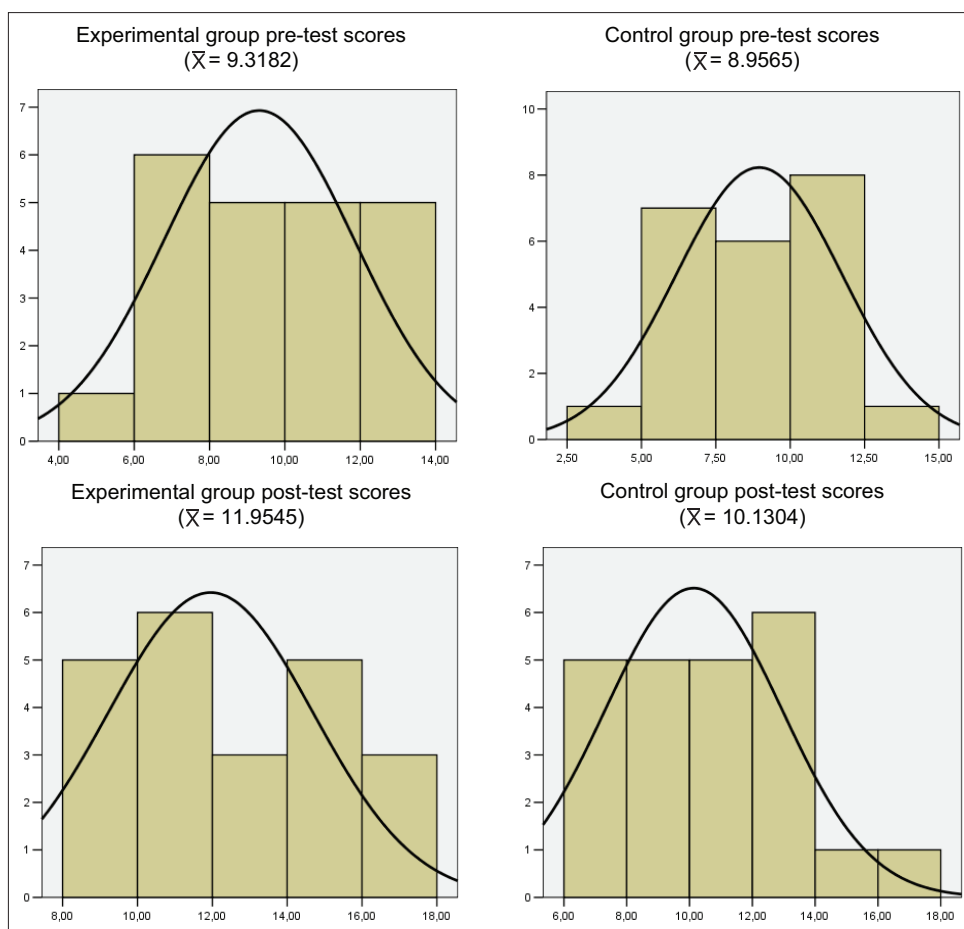 Experimental group pre-test scores
(X̅ = 9.3182)
7
6
5
4
3
2
1
0
4,00 6,00 8,00 10,00 12,00 14,00
Control group pre-test scores
(X̅ = 8.9565)
10
8
6
4
2
0
2,50 5,00 7,50 10,00 12,50 15,00
Experimental group post-test scores
(X̅ = 11.9545)
7
6
5
4
3
2
1
0
8,00 10,00 12,00 14,00 16,00 18,00
Control group post-test scores
(X̅ = 10.1304)
7
6
5
4
3
2
1
0
6,00 8,00 10,00 12,00 14,00 16,00 18,00